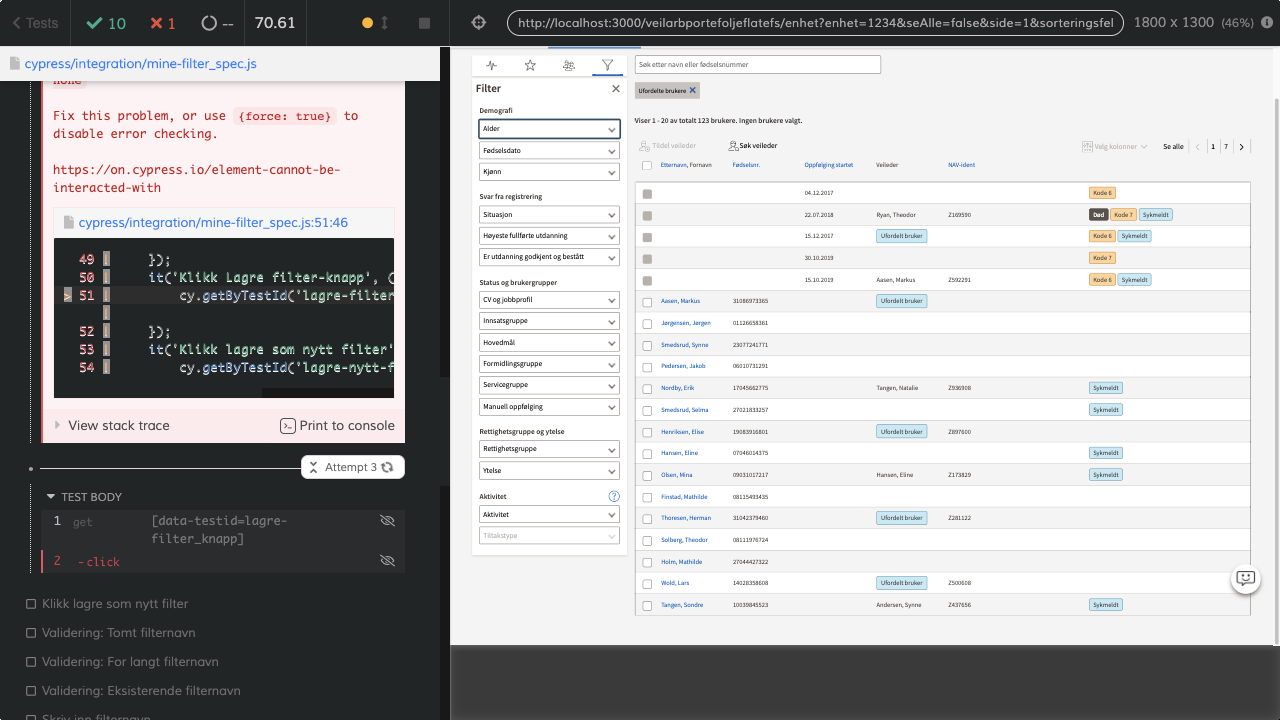 Tests
10
1
--
70.61
http://localhost:3000/veilarbportefoljeflatefs/enhet?enhet=1234&seAlle=false&side=1&sorteringsfel
1800 x 1300 (46%)
cypress/integration/mine-filter_spec.js
none
Fix this problem, or use {force: true} to
disable error checking.
https://on.cypress.io/element-cannot-be-
interacted-with
cypress/integration/mine-filter_spec.js:51:46
49 | });
50 | it('Klikk Lagre filter-knapp', (
> 51 | cy.getByTestId('lagre-filter
|
52 | });
53 | it('Klikk lagre som nytt filter'
54 | cy.getByTestId('lagre-nytt-f
View stack trace
Print to console
Attempt 3
TEST BODY
1 get [data-testid=lagre-
filter_knapp]
2 -click
Klikk lagre som nytt filter
Validering: Tomt filternavn
Validering: For langt filternavn
Validering: Eksisterende filternavn
Skriv inn filternavn
Filter
Demografi
Alder
Fødselsdato
Kjønn
Svar fra registrering
Situasjon
Høyeste fullførte utdanning
Er utdanning godkjent og bestått
Status og brukergrupper
CV og jobbprofil
Innsatsgruppe
Hovedmål
Formidlingsgruppe
Servicegruppe
Manuell oppfølging
Rettighetsgruppe og ytelse
Rettighetsgruppe
Ytelse
Aktivitet
Aktivitet
Tiltakstype
Søk etter navn eller fødselsnummer
Ufordelte brukere
Viser 1 - 20 av totalt 123 brukere. Ingen brukere valgt.
Tildel veileder Søk veileder Velg kolonner Se alle 1 7
Etternavn, Fornavn Fødselsnr. Oppfølging startet Veileder NAV-ident
04.12.2017 Kode 6
22.07.2018 Ryan, Theodor Z169590 Død Kode 7 Sykmeldt
15.12.2017 Ufordelt bruker Kode 6 Sykmeldt
30.10.2019 Kode 7
15.10.2019 Aasen, Markus Z592291 Kode 6 Sykmeldt
Aasen, Markus 31086973365 Ufordelt bruker
Jørgensen, Jørgen 01126658361
Smedsrud, Synne 23077241771
Pedersen, Jakob 06010731291
Nordby, Erik 17045662775 Tangen, Natalie Z936908 Sykmeldt
Smedsrud, Selma 27021833257 Sykmeldt
Henriksen, Elise 19083916801 Ufordelt bruker Z897600
Hansen, Eline 07046014375 Sykmeldt
Olsen, Mina 09031017217 Hansen, Eline Z173829 Sykmeldt
Finstad, Mathilde 08115493435
Thoresen, Herman 31042379460 Ufordelt bruker Z281122
Solberg, Theodor 08111976724
Holm, Mathilde 27044427322
Wold, Lars 14028358608 Ufordelt bruker Z500608
Tangen, Sondre 10039845523 Andersen, Synne Z437656 Sykmeldt